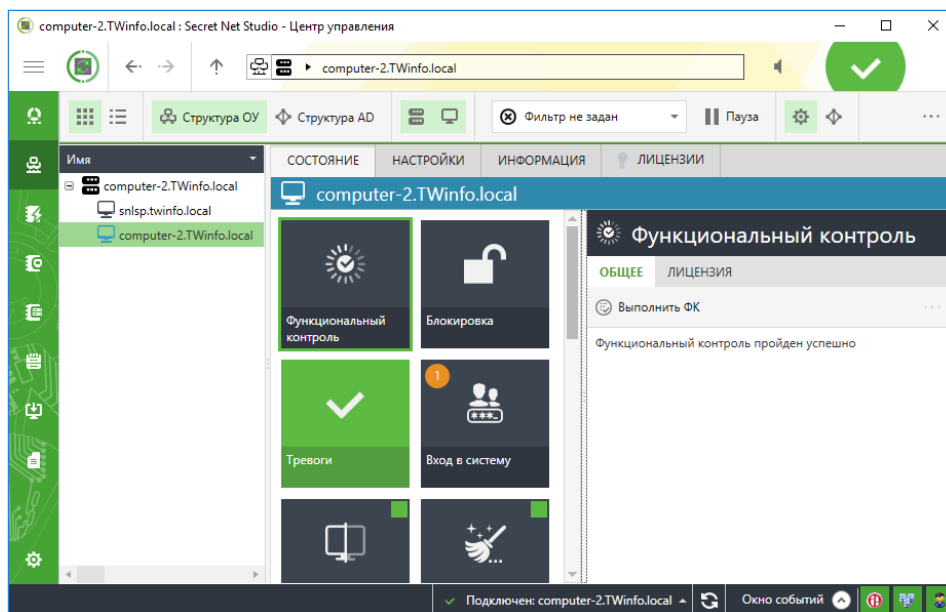 computer-2.TWinfo.local : Secret Net Studio - Центр управления
computer-2.TWinfo.local
Структура ОУ
Структура AD
Фильтр не задан
Пауза
...
Имя
computer-2.TWinfo.local
snlsp.twinfo.local
computer-2.TWinfo.local
СОСТОЯНИЕ
НАСТРОЙКИ
ИНФОРМАЦИЯ
ЛИЦЕНЗИИ
computer-2.TWinfo.local
Функциональный
контроль
Блокировка
Тревоги
1
***_
Вход в систему
Функциональный контроль
ОБЩЕЕ
ЛИЦЕНЗИЯ
Выполнить ФК
...
Функциональный контроль пройден успешно
Подключен: computer-2.TWinfo.local
Окно событий